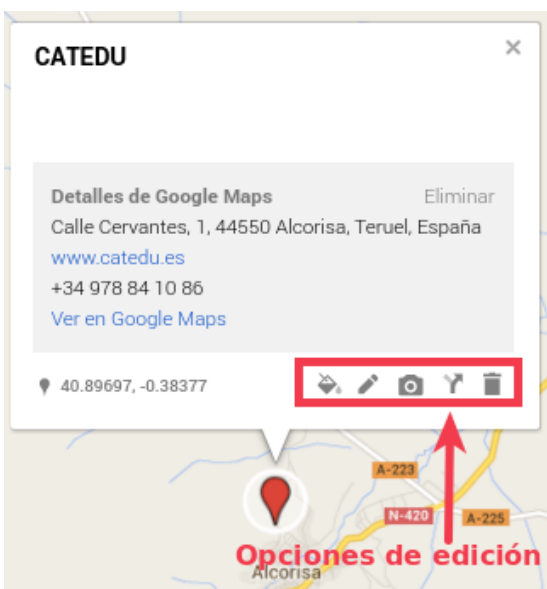 CATEDU
Detalles de Google Maps Eliminar
Calle Cervantes, 1, 44550 Alcorisa, Teruel, España
www.catedu.es
+34 978 84 10 86
Ver en Google Maps
40.89697, -0.38377
A-223
N-420 A-225
Opciones de edición
Alcorisa